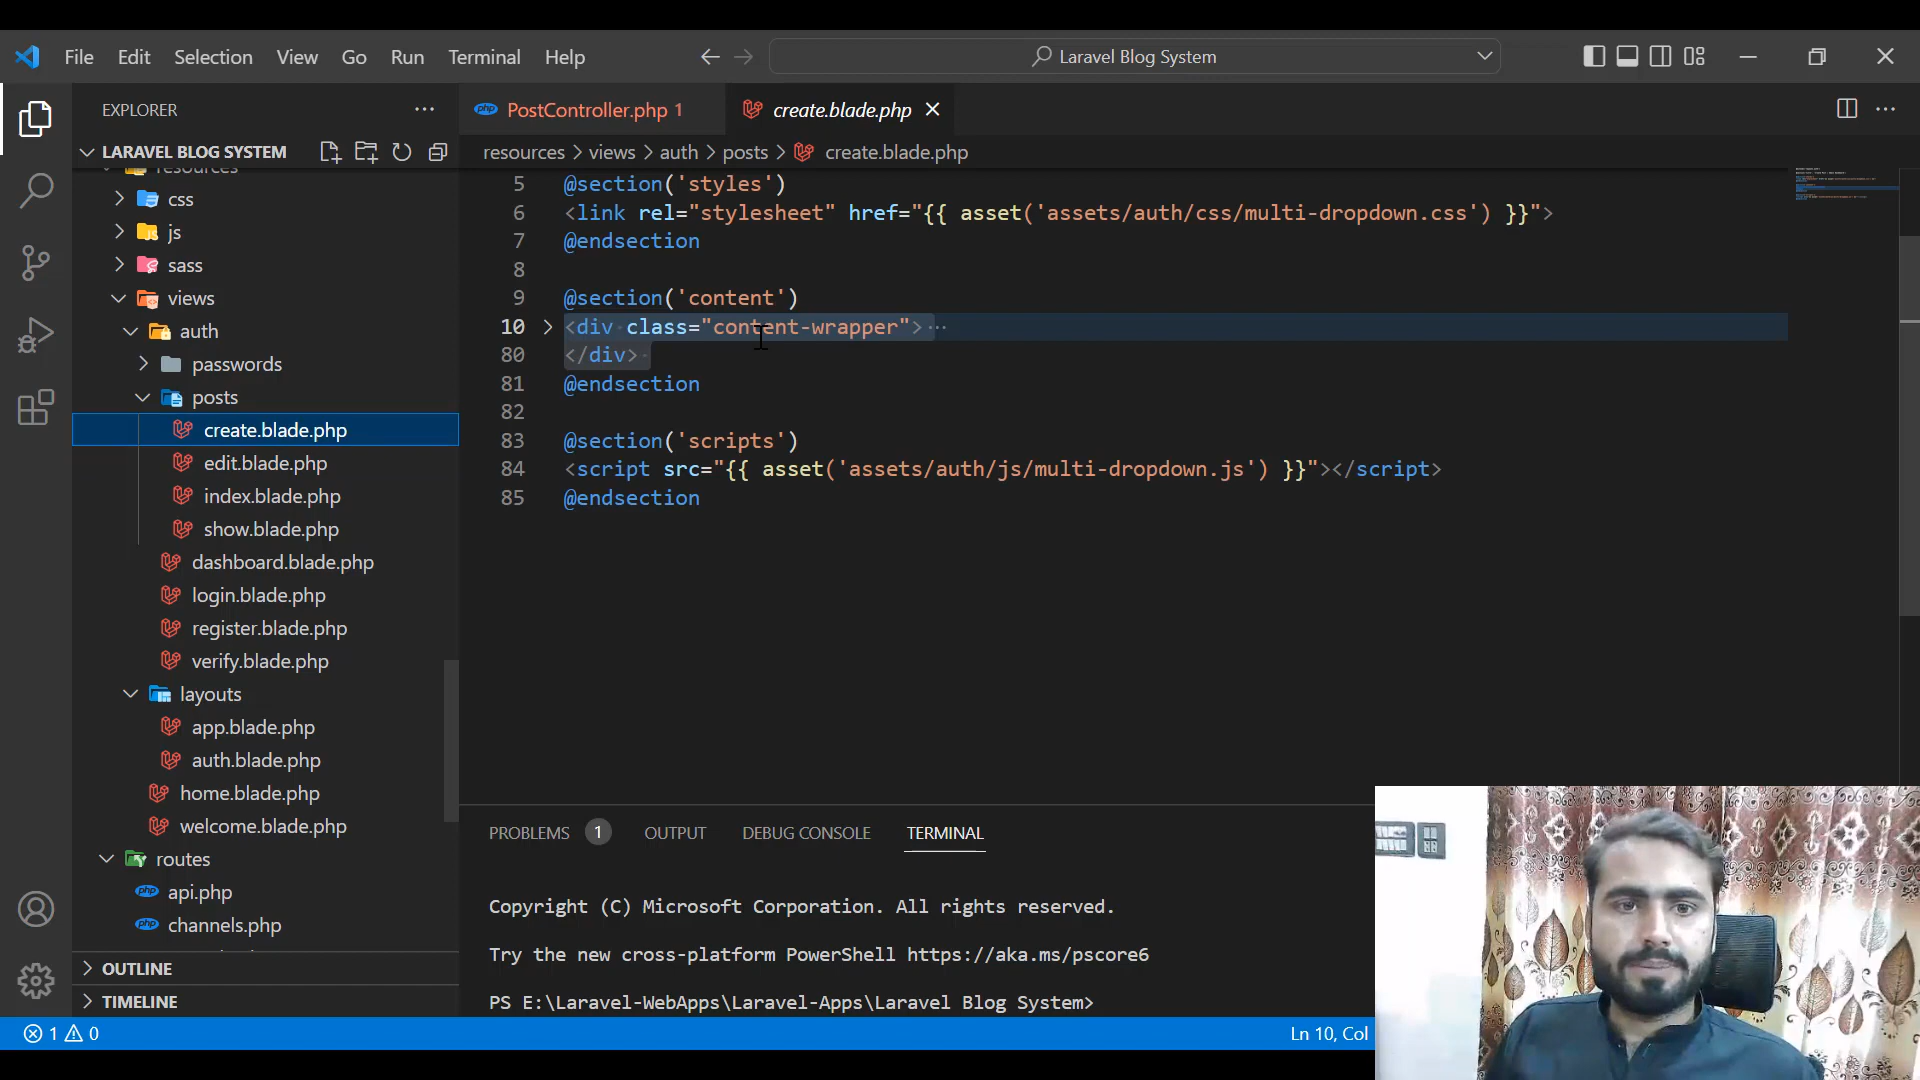 File Edit Selection View Go Run Terminal Help
Laravel Blog System
EXPLORER
LARAVEL BLOG SYSTEM
resources
css
js
sass
views
auth
passwords
posts
create.blade.php
edit.blade.php
index.blade.php
show.blade.php
dashboard.blade.php
login.blade.php
register.blade.php
verify.blade.php
layouts
app.blade.php
auth.blade.php
home.blade.php
welcome.blade.php
routes
api.php
channels.php
OUTLINE
TIMELINE
PostController.php 1
create.blade.php
resources > views > auth > posts > create.blade.php
5 @section('styles')
6 <link rel="stylesheet" href="{{ asset('assets/auth/css/multi-dropdown.css') }}">
7 @endsection
8
9 @section('content')
10 <div class="content-wrapper"> ···
80 </div>
81 @endsection
82
83 @section('scripts')
84 <script src="{{ asset('assets/auth/js/multi-dropdown.js') }}"></script>
85 @endsection
PROBLEMS 1 OUTPUT DEBUG CONSOLE TERMINAL
Copyright (C) Microsoft Corporation. All rights reserved.
Try the new cross-platform PowerShell https://aka.ms/pscore6
PS E:\Laravel-WebApps\Laravel-Apps\Laravel Blog System>
1 0
Ln 10, Col